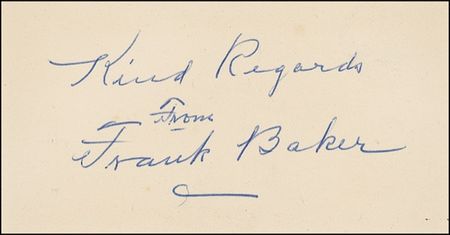 Kind Regards
From
Frank Baker